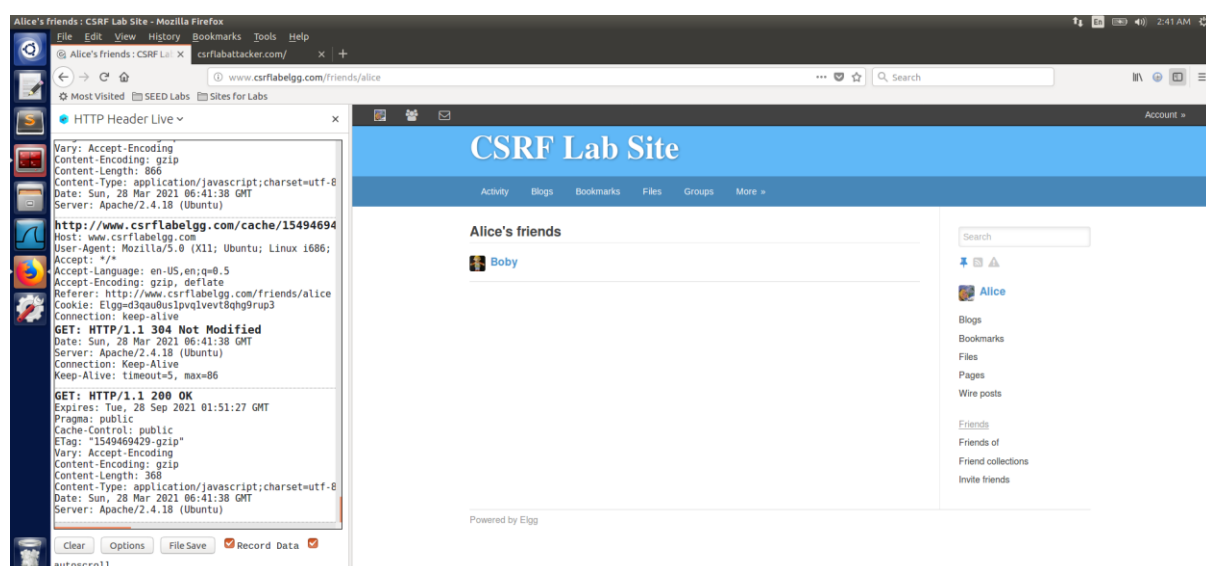 Alice's friends : CSRF Lab Site - Mozilla Firefox
En 2:41 AM
File Edit View History Bookmarks Tools Help
Alice's friends : CSRF Lab × csrflabattacker.com/ × +
www.csrflabelgg.com/friends/alice ... Search
Most Visited SEED Labs Sites for Labs
HTTP Header Live ×
Vary: Accept-Encoding
Content-Encoding: gzip
Content-Length: 866
Content-Type: application/javascript;charset=utf-8
Date: Sun, 28 Mar 2021 06:41:38 GMT
Server: Apache/2.4.18 (Ubuntu)
http://www.csrflabelgg.com/cache/15494694
Host: www.csrflabelgg.com
User-Agent: Mozilla/5.0 (X11; Ubuntu; Linux i686;
Accept: */*
Accept-Language: en-US,en;q=0.5
Accept-Encoding: gzip, deflate
Referer: http://www.csrflabelgg.com/friends/alice
Cookie: Elgg=d3qau0us1pvq1vevt8qhg9rup3
Connection: keep-alive
GET: HTTP/1.1 304 Not Modified
Date: Sun, 28 Mar 2021 06:41:38 GMT
Server: Apache/2.4.18 (Ubuntu)
Connection: Keep-Alive
Keep-Alive: timeout=5, max=86
GET: HTTP/1.1 200 OK
Expires: Tue, 28 Sep 2021 01:51:27 GMT
Pragma: public
Cache-Control: public
ETag: "1549469429-gzip"
Vary: Accept-Encoding
Content-Encoding: gzip
Content-Length: 368
Content-Type: application/javascript;charset=utf-8
Date: Sun, 28 Mar 2021 06:41:38 GMT
Server: Apache/2.4.18 (Ubuntu)
Clear Options File Save Record Data
autoscroll
Account »
CSRF Lab Site
Activity Blogs Bookmarks Files Groups More »
Alice's friends
Boby
Search
Alice
Blogs
Bookmarks
Files
Pages
Wire posts
Friends
Friends of
Friend collections
Invite friends
Powered by Elgg